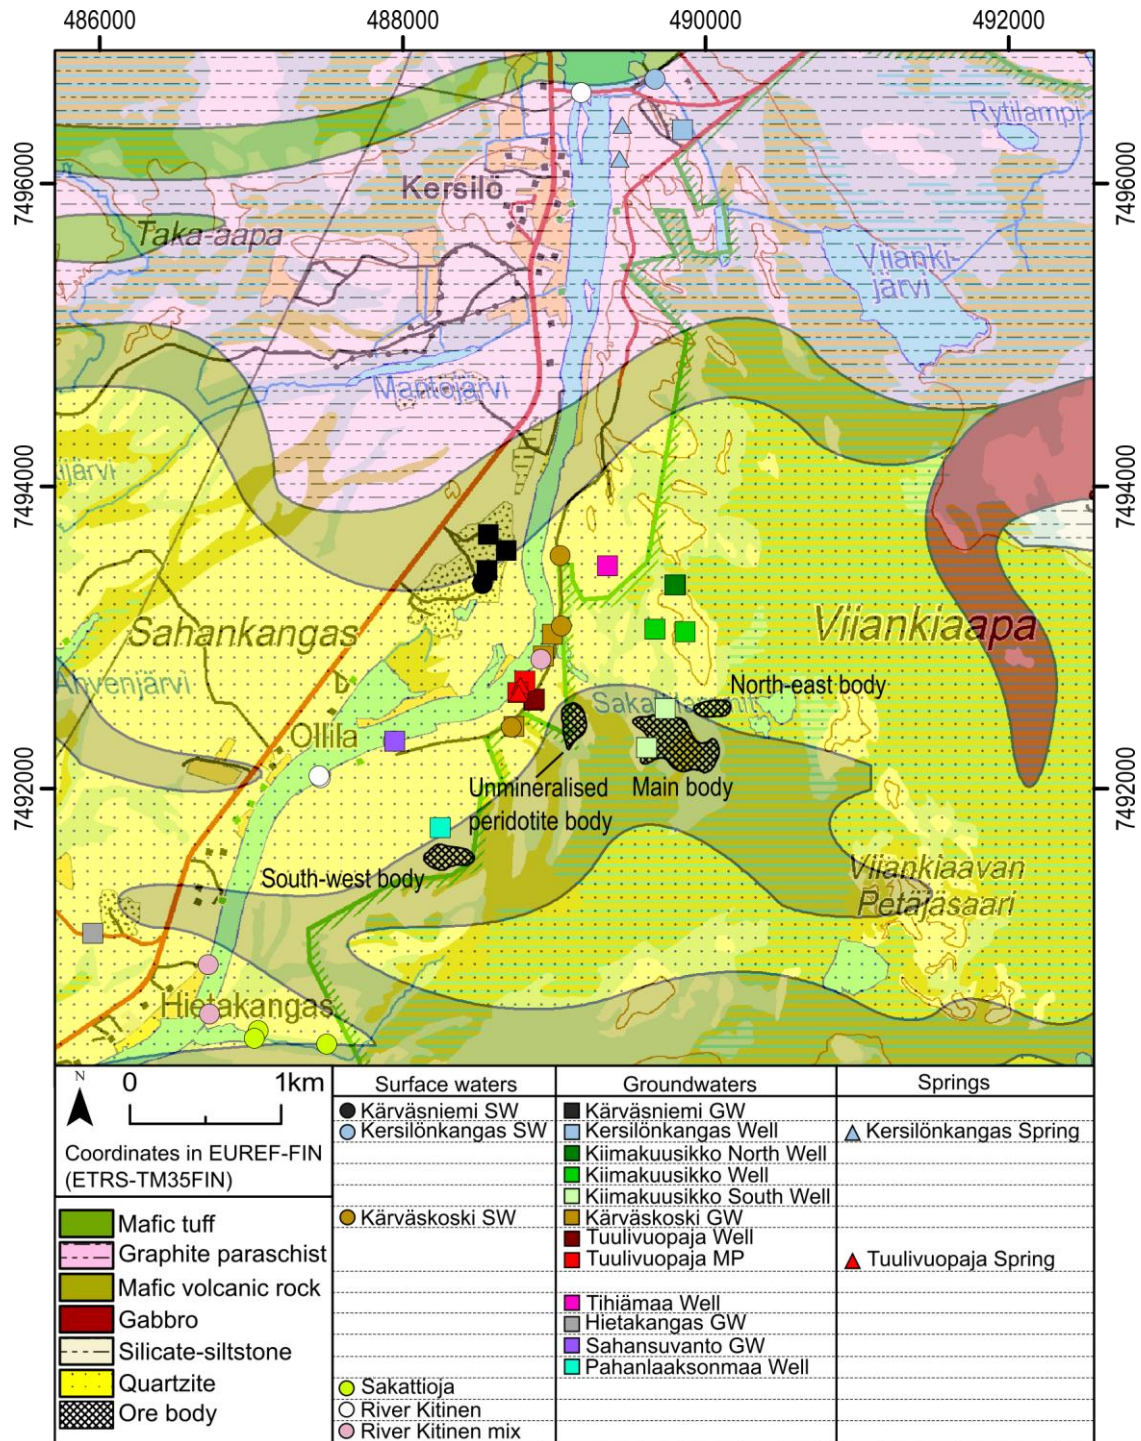 486000 488000 490000 492000
Rytilampi
7496000 7496000
Kersilö
Taka-aapa
Viianki-
järvi
Mantojärvi
7494000 7494000
ijärvi
Sahankangas
Viiankiaapa
Ahvenjärvi
North-east body
Ollila
7492000 7492000
Unmineralised
peridotite body
Main body
South-west body
Viiankiaavan
Petäjäsaari
Hietakangas
N
0 1km
Coordinates in EUREF-FIN
(ETRS-TM35FIN)
Mafic tuff
Graphite paraschist
Mafic volcanic rock
Gabbro
Silicate-siltstone
Quartzite
Ore body
Surface waters Groundwaters Springs
Kärväsniemi SW Kärväsniemi GW
Kersilönkangas SW Kersilönkangas Well Kersilönkangas Spring
Kiimakuusikko North Well
Kiimakuusikko Well
Kiimakuusikko South Well
Kärväskoski SW Kärväskoski GW
Tuulivuopaja Well
Tuulivuopaja MP Tuulivuopaja Spring
Tihiämaa Well
Hietakangas GW
Sahansuvanto GW
Pahanlaaksonmaa Well
Sakattioja
River Kitinen
River Kitinen mix